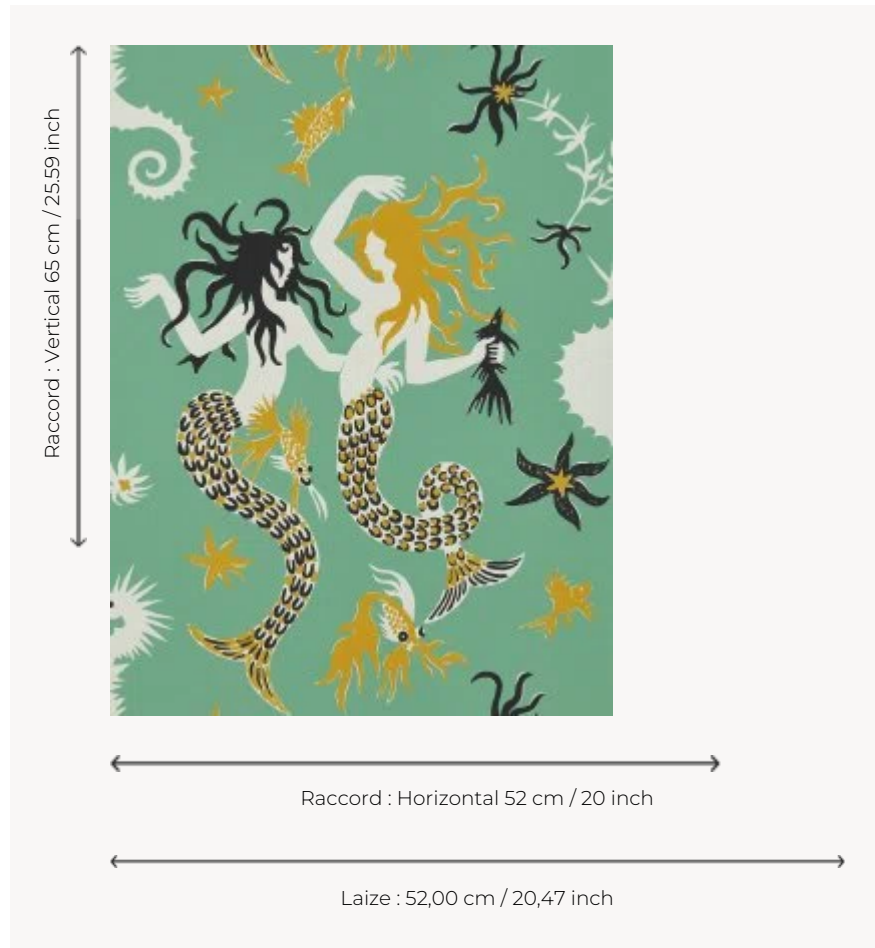 Raccord : Vertical 65 cm / 25.59 inch
Raccord : Horizontal 52 cm / 20 inch
Laize : 52,00 cm / 20,47 inch